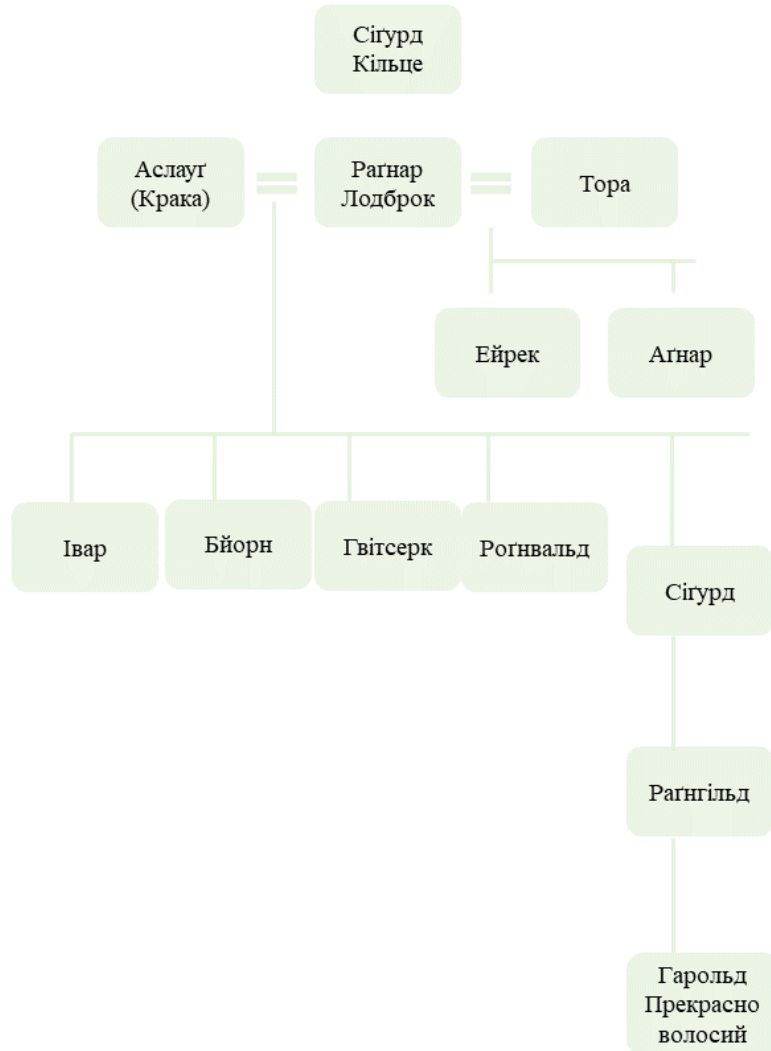 Сіґурд
Кільце
Аслауґ
(Крака)
Раґнар
Лодброк
Тора
Ейрек
Аґнар
Івар
Бйорн
Гвітсерк
Роґнвальд
Сіґурд
Раґнгільд
Гарольд
Прекрасно
волосий